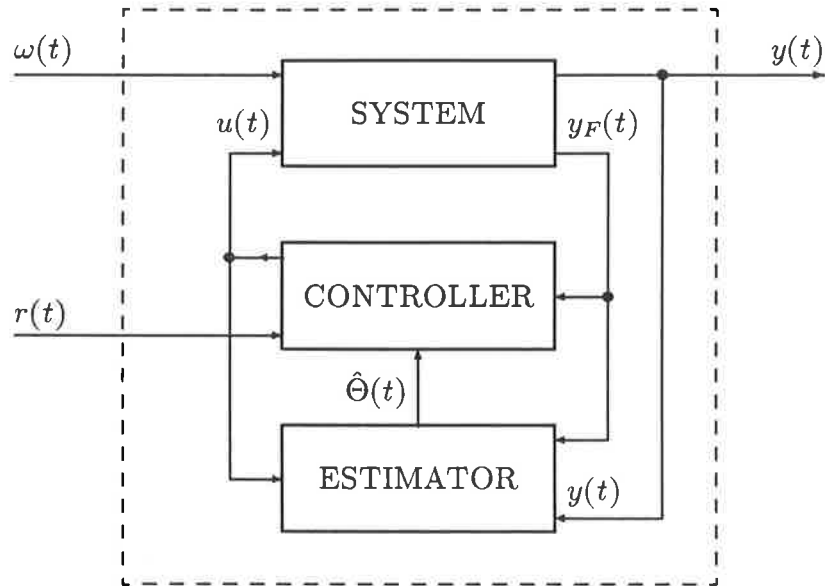 ω(t)
y(t)
SYSTEM
u(t)
y_F(t)
CONTROLLER
r(t)
Θ̂(t)
ESTIMATOR
y(t)